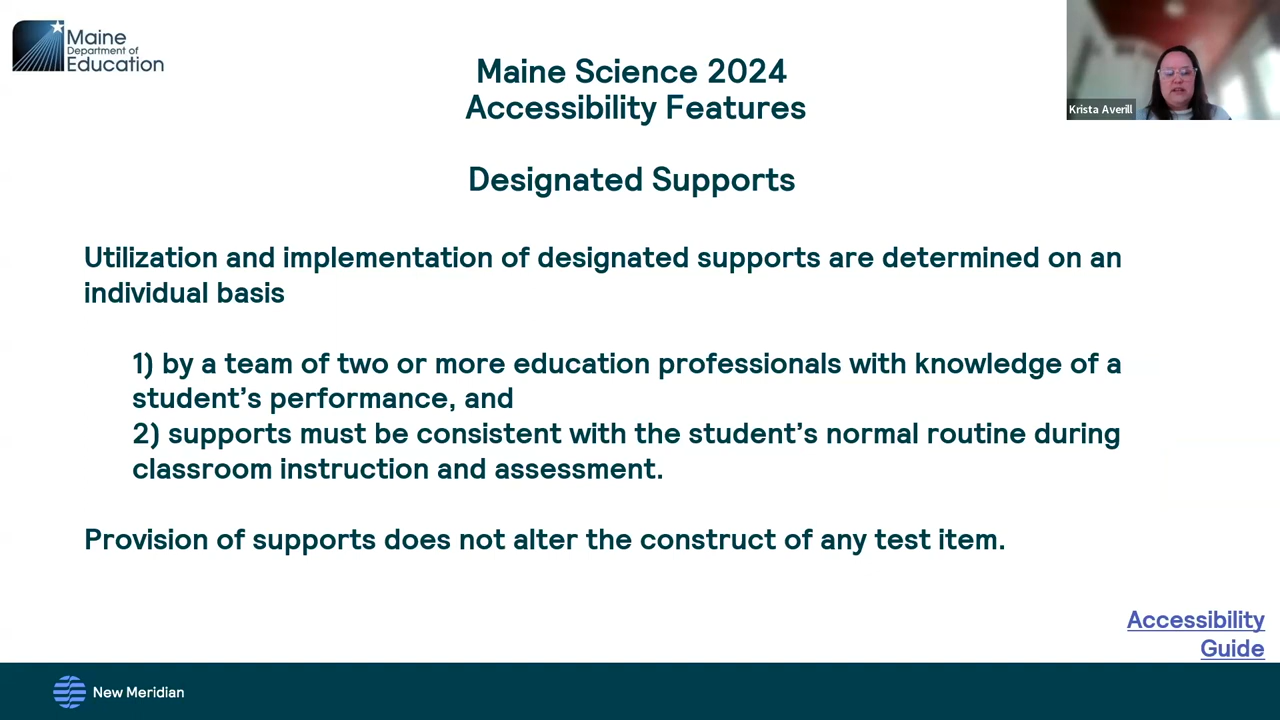 Maine
Department of
Education
Maine Science 2024
Accessibility Features
Krista Averill
Designated Supports
Utilization and implementation of designated supports are determined on an
individual basis
1) by a team of two or more education professionals with knowledge of a
student’s performance, and
2) supports must be consistent with the student’s normal routine during
classroom instruction and assessment.
Provision of supports does not alter the construct of any test item.
Accessibility
Guide
New Meridian